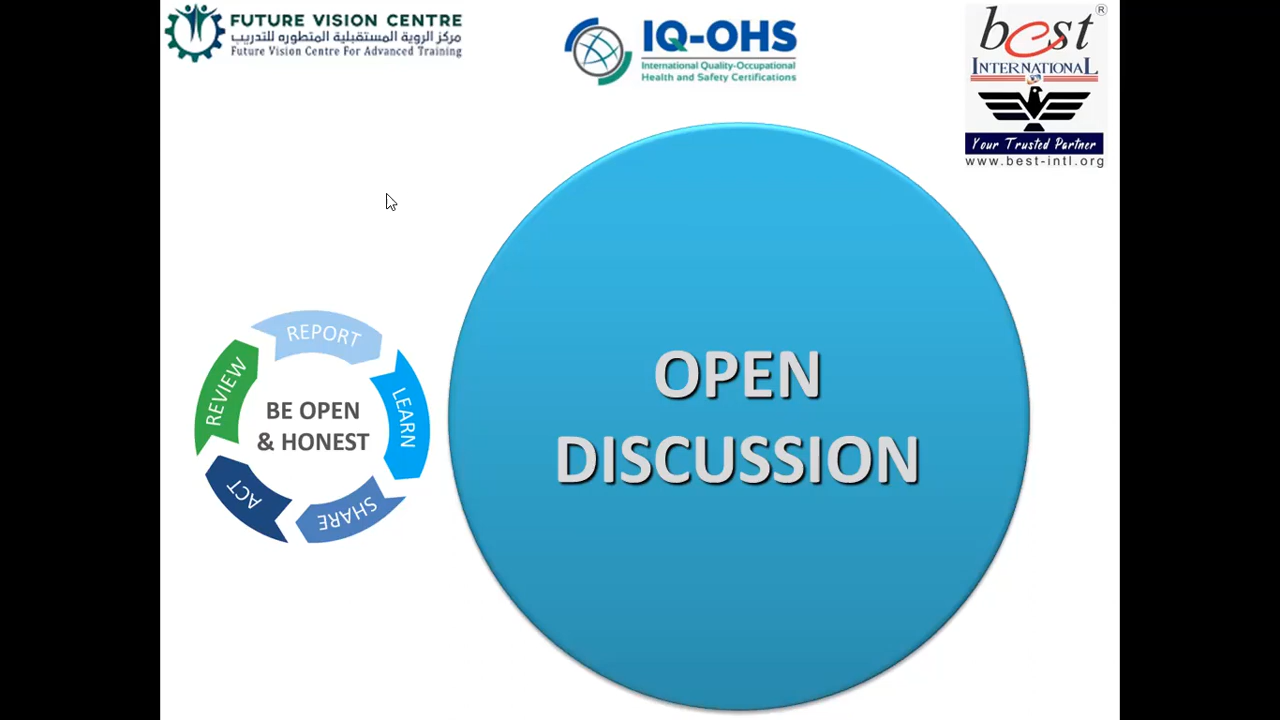 FUTURE VISION CENTRE
مركز الروية المستقبلية المتطوره للتدريب
Future Vision Centre For Advanced Training
IQ-OHS
International Quality-Occupational
Health and Safety Certifications
best ®
INTERNATIONAL
Your Trusted Partner
www.best-intl.org
REPORT
LEARN
SHARE
ACT
REVIEW
BE OPEN
& HONEST
OPEN
DISCUSSION